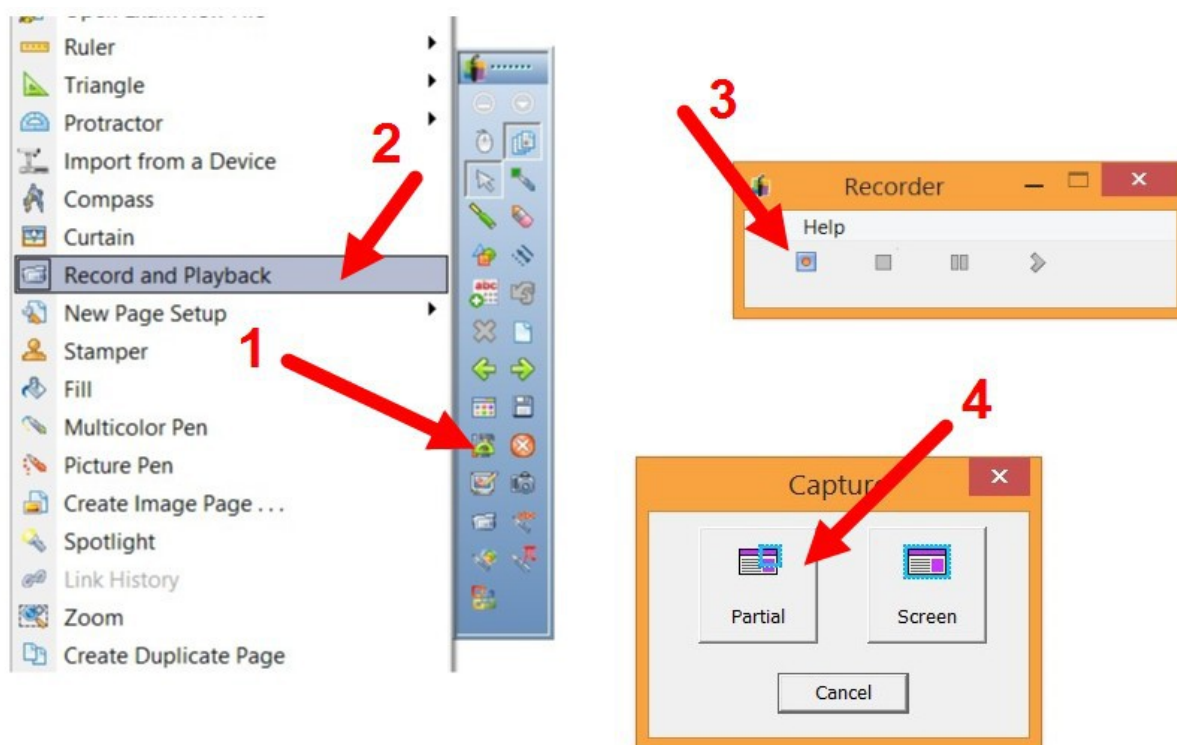 Ruler
Triangle
Protractor
Import from a Device
Compass
Curtain
Record and Playback
New Page Setup
Stamper
Fill
Multicolor Pen
Picture Pen
Create Image Page . . .
Spotlight
Link History
Zoom
Create Duplicate Page
2
1
abc
3
Recorder
Help
4
Capture
Partial
Screen
Cancel